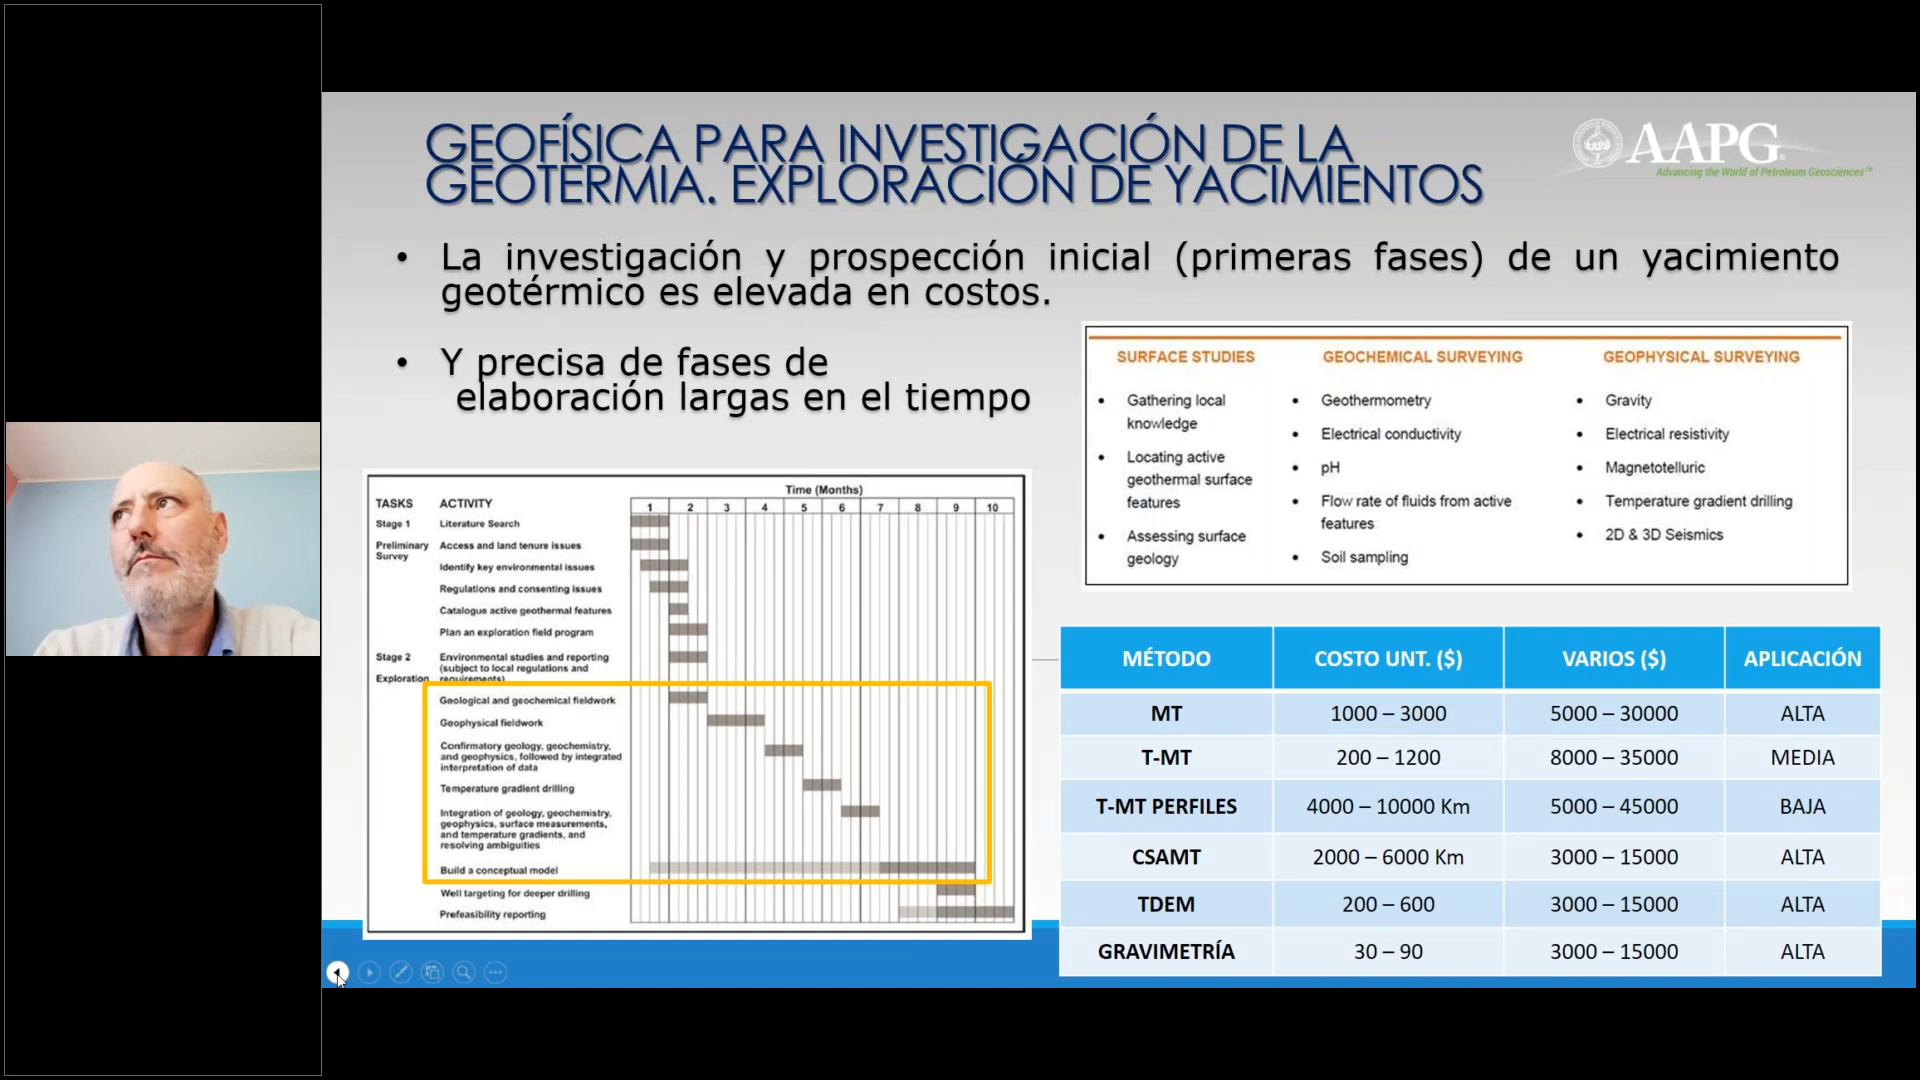 GEOFÍSICA PARA INVESTIGACIÓN DE LA
GEOTERMIA. EXPLORACIÓN DE YACIMIENTOS
AAPG
Advancing the World of Petroleum Geosciences™
• La investigación y prospección inicial (primeras fases) de un yacimiento
geotérmico es elevada en costos.
• Y precisa de fases de
elaboración largas en el tiempo
SURFACE STUDIES
• Gathering local
knowledge
• Locating active
geothermal surface
features
• Assessing surface
geology
GEOCHEMICAL SURVEYING
• Geothermometry
• Electrical conductivity
• pH
• Flow rate of fluids from active
features
• Soil sampling
GEOPHYSICAL SURVEYING
• Gravity
• Electrical resistivity
• Magnetotelluric
• Temperature gradient drilling
• 2D & 3D Seismics
Time (Months)
TASKS ACTIVITY 1 2 3 4 5 6 7 8 9 10
Stage 1 Literature Search
Preliminary Access and land tenure issues
Survey
Identify key environmental issues
Regulations and consenting issues
Catalogue active geothermal features
Plan an exploration field program
Stage 2 Environmental studies and reporting
(subject to local regulations and
Exploration requirements)
Geological and geochemical fieldwork
Geophysical fieldwork
Confirmatory geology, geochemistry,
and geophysics, followed by integrated
interpretation of data
Temperature gradient drilling
Integration of geology, geochemistry,
geophysics, surface measurements,
and temperature gradients, and
resolving ambiguities
Build a conceptual model
Well targeting for deeper drilling
Prefeasibility reporting
MÉTODO COSTO UNT. ($) VARIOS ($) APLICACIÓN
MT 1000 – 3000 5000 – 30000 ALTA
T-MT 200 – 1200 8000 – 35000 MEDIA
T-MT PERFILES 4000 – 10000 Km 5000 – 45000 BAJA
CSAMT 2000 – 6000 Km 3000 – 15000 ALTA
TDEM 200 – 600 3000 – 15000 ALTA
GRAVIMETRÍA 30 – 90 3000 – 15000 ALTA